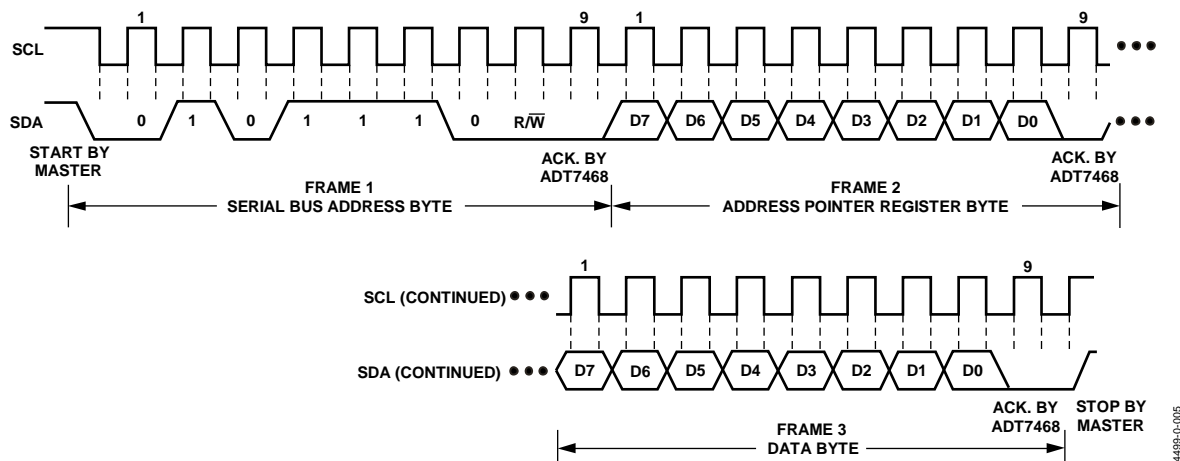 1 9 1 9
SCL
SDA 0 1 0 1 1 1 0 R/W̅ D7 D6 D5 D4 D3 D2 D1 D0
START BY
MASTER
ACK. BY
ADT7468
ACK. BY
ADT7468
FRAME 1
SERIAL BUS ADDRESS BYTE
FRAME 2
ADDRESS POINTER REGISTER BYTE
1 9
SCL (CONTINUED)
SDA (CONTINUED) D7 D6 D5 D4 D3 D2 D1 D0
ACK. BY
ADT7468
STOP BY
MASTER
FRAME 3
DATA BYTE
4499-0-005